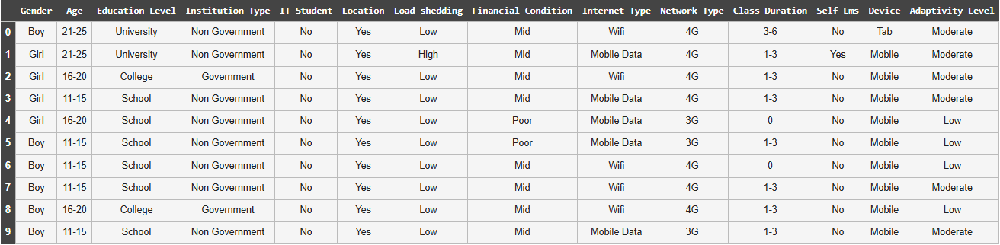 Gender Age Education Level Institution Type IT Student Location Load-shedding Financial Condition Internet Type Network Type Class Duration Self Lms Device Adaptivity Level
0 Boy 21-25 University Non Government No Yes Low Mid Wifi 4G 3-6 No Tab Moderate
1 Girl 21-25 University Non Government No Yes High Mid Mobile Data 4G 1-3 Yes Mobile Moderate
2 Girl 16-20 College Government No Yes Low Mid Wifi 4G 1-3 No Mobile Moderate
3 Girl 11-15 School Non Government No Yes Low Mid Mobile Data 4G 1-3 No Mobile Moderate
4 Girl 16-20 School Non Government No Yes Low Poor Mobile Data 3G 0 No Mobile Low
5 Boy 11-15 School Non Government No Yes Low Poor Mobile Data 3G 1-3 No Mobile Low
6 Boy 11-15 School Non Government No Yes Low Mid Wifi 4G 0 No Mobile Low
7 Boy 11-15 School Non Government No Yes Low Mid Wifi 4G 1-3 No Mobile Moderate
8 Boy 16-20 College Government No Yes Low Mid Wifi 4G 1-3 No Mobile Low
9 Boy 11-15 School Non Government No Yes Low Mid Mobile Data 3G 1-3 No Mobile Moderate